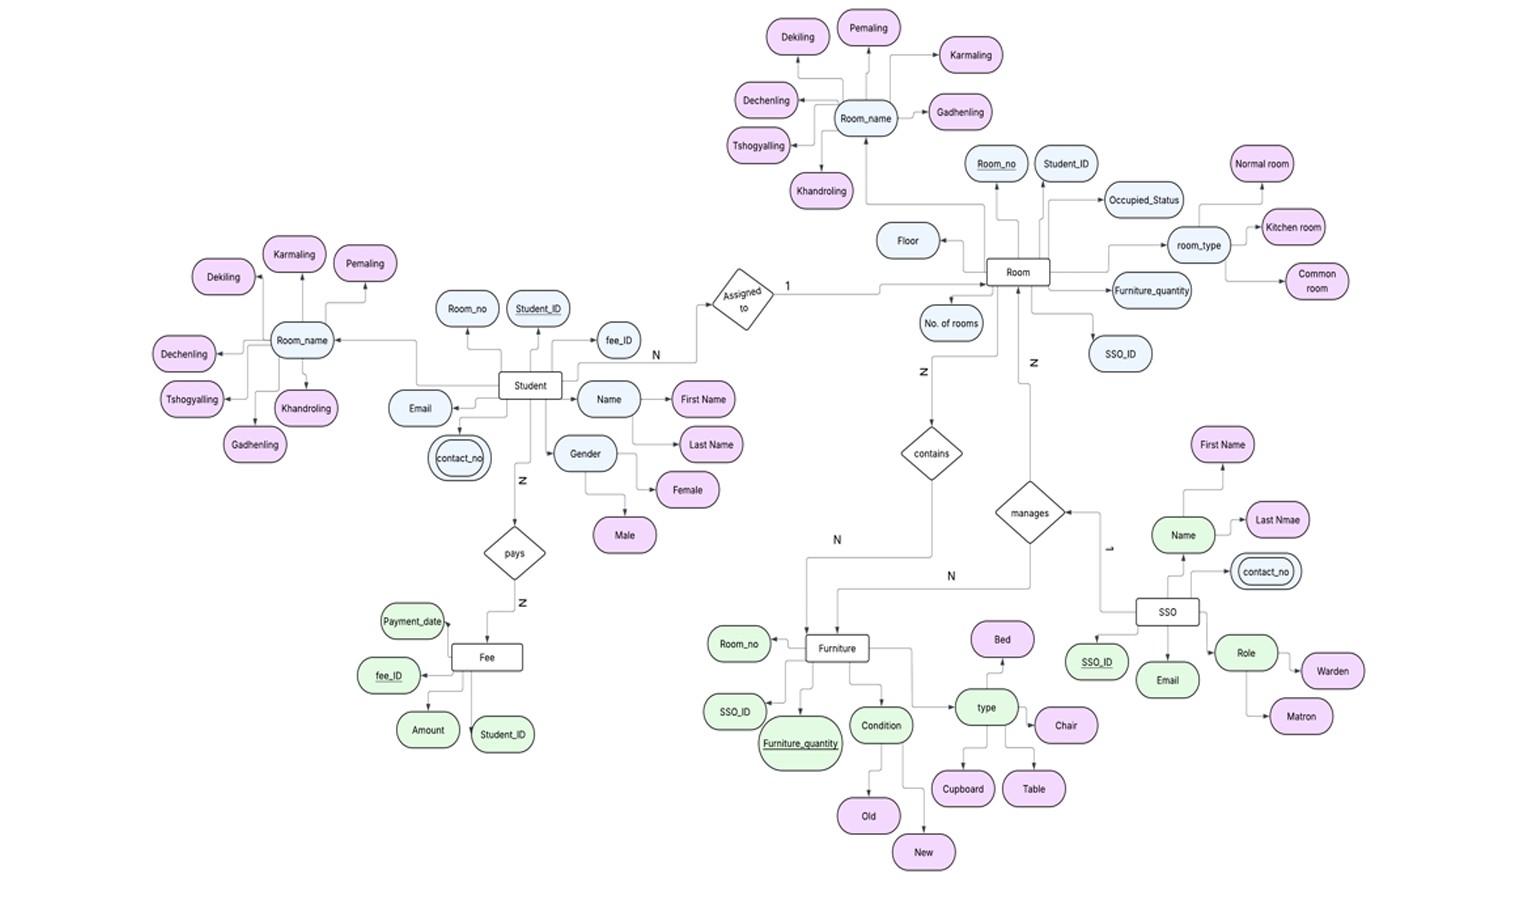 Dekiling
Pemaling
Karmaling
Dechenling
Room_name
Gadhenling
Tshogyalling
Khandroling
Room_no
Student_ID
Normal room
Occupied_Status
Floor
room_type
Kitchen room
Room
Common
room
Furniture_quantity
No. of rooms
SSO_ID
Assigned
to
1
N
Karmaling
Pemaling
Dekiling
Room_name
Dechenling
Tshogyalling
Khandroling
Gadhenling
Room_no
Student_ID
fee_ID
Student
Email
Name
First Name
Last Name
contact_no
Gender
Female
Male
N
pays
N
Payment_date
Fee
fee_ID
Amount
Student_ID
N
N
contains
manages
N
N
1
First Name
Last Nmae
Name
contact_no
SSO
SSO_ID
Email
Role
Warden
Matron
Room_no
Furniture
Bed
SSO_ID
Furniture_quantity
Condition
type
Chair
Cupboard
Table
Old
New